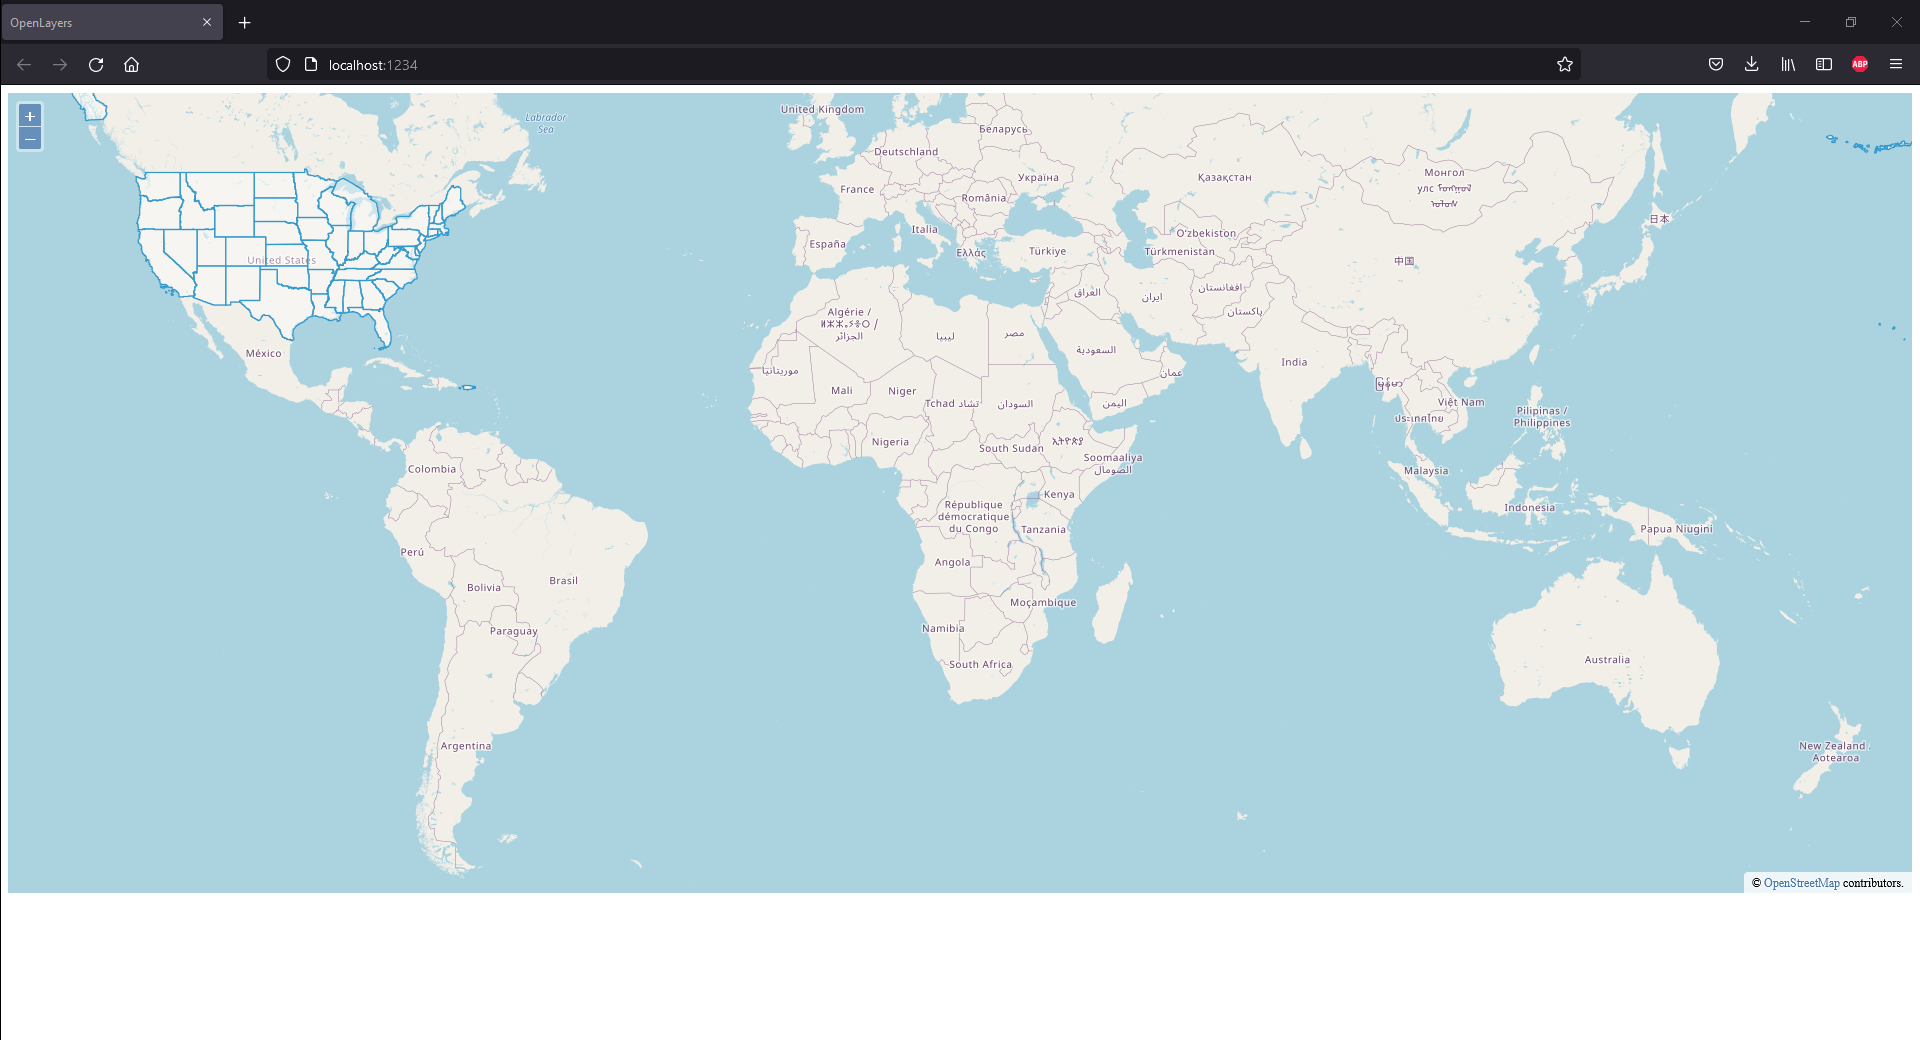 OpenLayers
localhost:1234
ABP
+
–
Labrador
Sea
United Kingdom
Беларусь
Deutschland
Україна
France
România
Italia
España
Ελλάς
Türkiye
Қазақстан
Монгол
улс
O'zbekiston
Türkmenistan
日本
中国
United States
México
Algérie /
ⵍⵣⵣⴰⵢⴻⵔ /
الجزائر
ليبيا
مصر
العراق
ایران
افغانستان
پاکستان
السعودية
عمان
اليمن
موريتانيا
Mali
Niger
Tchad تشاد
السودان
India
မြန်မာ
Việt Nam
ประเทศไทย
Pilipinas /
Philippines
Nigeria
South Sudan
ኢትዮጵያ
Soomaaliya
الصومال
Malaysia
Colombia
Kenya
République
démocratique
du Congo
Tanzania
Indonesia
Papua Niugini
Perú
Angola
Bolivia
Brasil
Moçambique
Paraguay
Namibia
South Africa
Australia
Argentina
New Zealand
Aotearoa
© OpenStreetMap contributors.